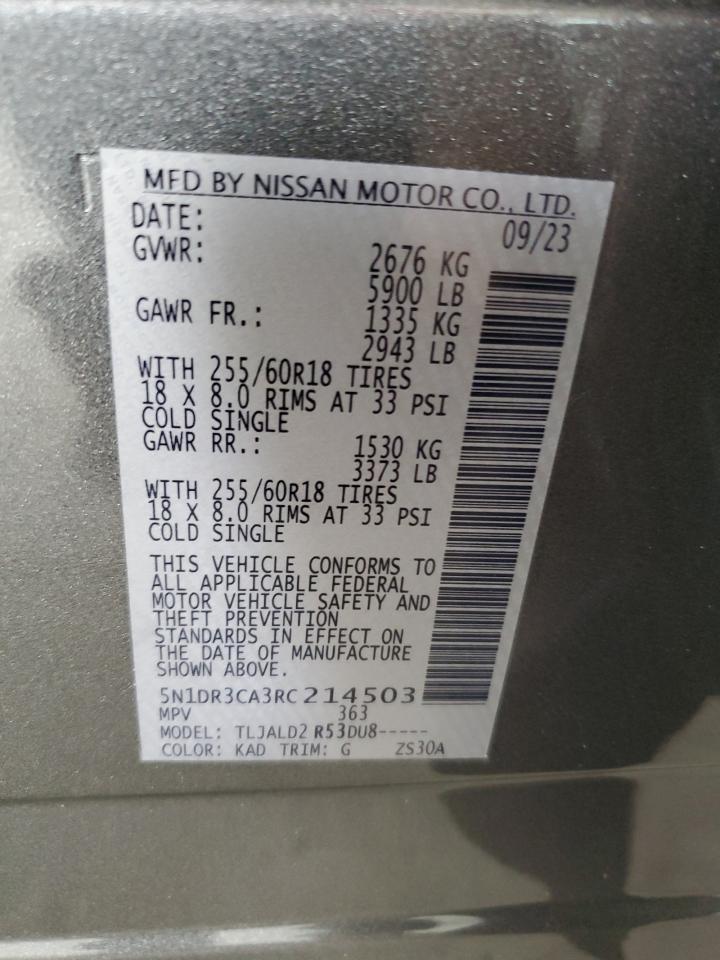 MFD BY NISSAN MOTOR CO., LTD.
DATE: 09/23
GVWR: 2676 KG
5900 LB
GAWR FR.: 1335 KG
2943 LB
WITH 255/60R18 TIRES
18 X 8.0 RIMS AT 33 PSI
COLD SINGLE
GAWR RR.: 1530 KG
3373 LB
WITH 255/60R18 TIRES
18 X 8.0 RIMS AT 33 PSI
COLD SINGLE
THIS VEHICLE CONFORMS TO
ALL APPLICABLE FEDERAL
MOTOR VEHICLE SAFETY AND
THEFT PREVENTION
STANDARDS IN EFFECT ON
THE DATE OF MANUFACTURE
SHOWN ABOVE.
5N1DR3CA3RC214503
MPV 363
MODEL: TLJALD2 R53DU8-----
COLOR: KAD TRIM: G ZS30A